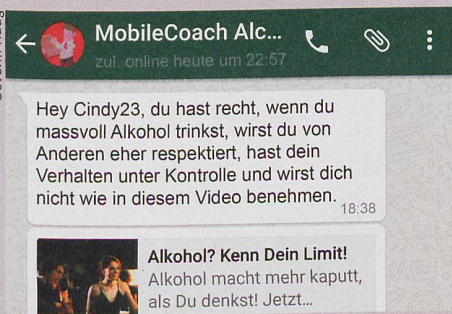 MobileCoach Alc...
zul. online heute um 22:57
Hey Cindy23, du hast recht, wenn du
massvoll Alkohol trinkst, wirst du von
Anderen eher respektiert, hast dein
Verhalten unter Kontrolle und wirst dich
nicht wie in diesem Video benehmen.
18:38
Alkohol? Kenn Dein Limit!
Alkohol macht mehr kaputt,
als Du denkst! Jetzt...